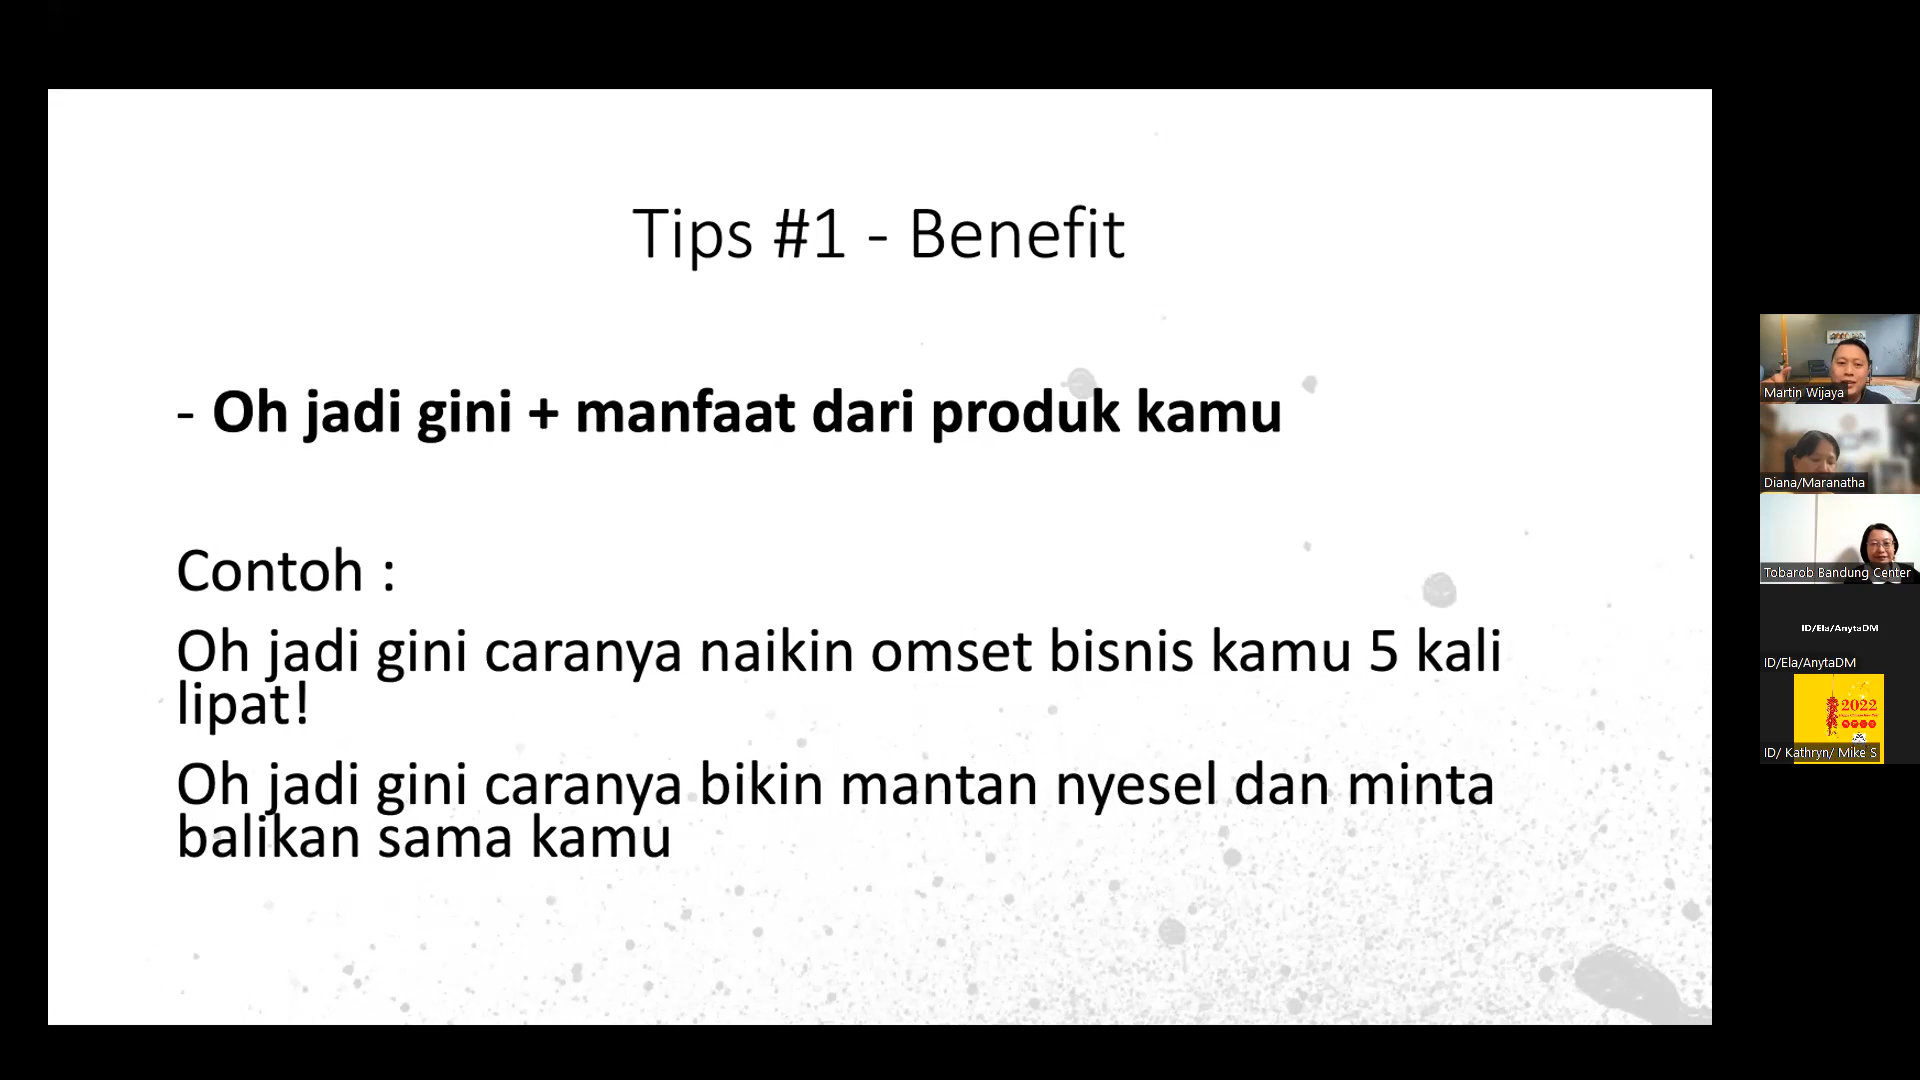 Tips #1 - Benefit
- Oh jadi gini + manfaat dari produk kamu
Contoh :
Oh jadi gini caranya naikin omset bisnis kamu 5 kali
lipat!
Oh jadi gini caranya bikin mantan nyesel dan minta
balikan sama kamu
Martin Wijaya
Diana/Maranatha
Tobarob Bandung Center
ID/Ela/AnytaDM
ID/Ela/AnytaDM
2022
ID/ Kathryn/ Mike S